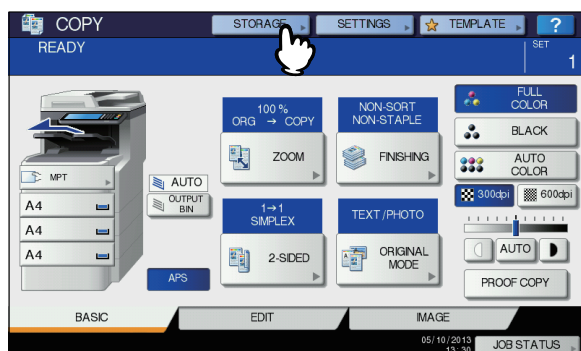 COPY
STORAGE
SETTINGS
TEMPLATE
?
READY
SET
1
100 %
ORG → COPY
ZOOM
NON-SORT
NON-STAPLE
FINISHING
FULL
COLOR
BLACK
AUTO
COLOR
300dpi
600dpi
MPT
A4
A4
A4
AUTO
OUTPUT
BIN
APS
1→1
SIMPLEX
2-SIDED
TEXT/PHOTO
ORIGINAL
MODE
AUTO
PROOF COPY
BASIC
EDIT
IMAGE
05/10/2013
13:30
JOB STATUS